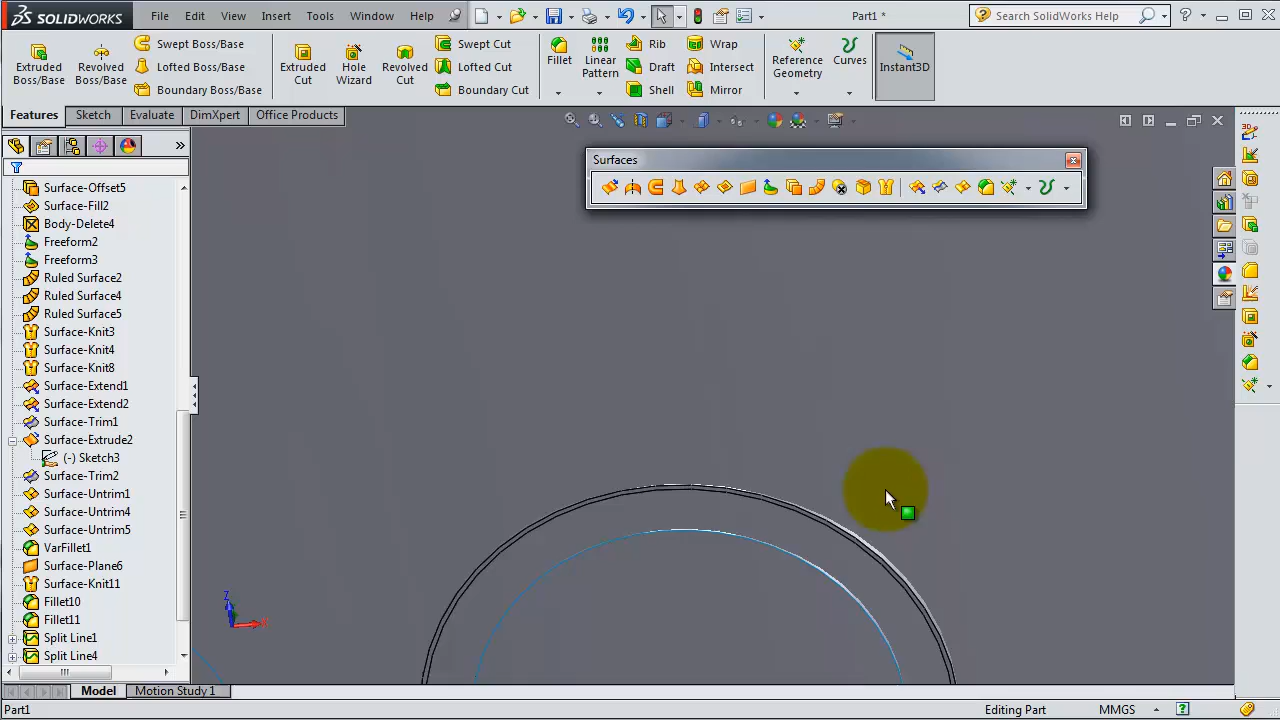 SOLIDWORKS File Edit View Insert Tools Window Help Part1 * Search SolidWorks Help
Extruded Boss/Base
Revolved Boss/Base
Swept Boss/Base
Lofted Boss/Base
Boundary Boss/Base
Extruded Cut
Hole Wizard
Revolved Cut
Swept Cut
Lofted Cut
Boundary Cut
Fillet
Linear Pattern
Rib
Draft
Shell
Wrap
Intersect
Mirror
Reference Geometry
Curves
Instant3D
Features Sketch Evaluate DimXpert Office Products
Surfaces
Surface-Offset5
Surface-Fill2
Body-Delete4
Freeform2
Freeform3
Ruled Surface2
Ruled Surface4
Ruled Surface5
Surface-Knit3
Surface-Knit4
Surface-Knit8
Surface-Extend1
Surface-Extend2
Surface-Trim1
Surface-Extrude2
(-) Sketch3
Surface-Trim2
Surface-Untrim1
Surface-Untrim4
Surface-Untrim5
VarFillet1
Surface-Plane6
Surface-Knit11
Fillet10
Fillet11
Split Line1
Split Line4
Z
Model Motion Study 1
Part1 Editing Part MMGS